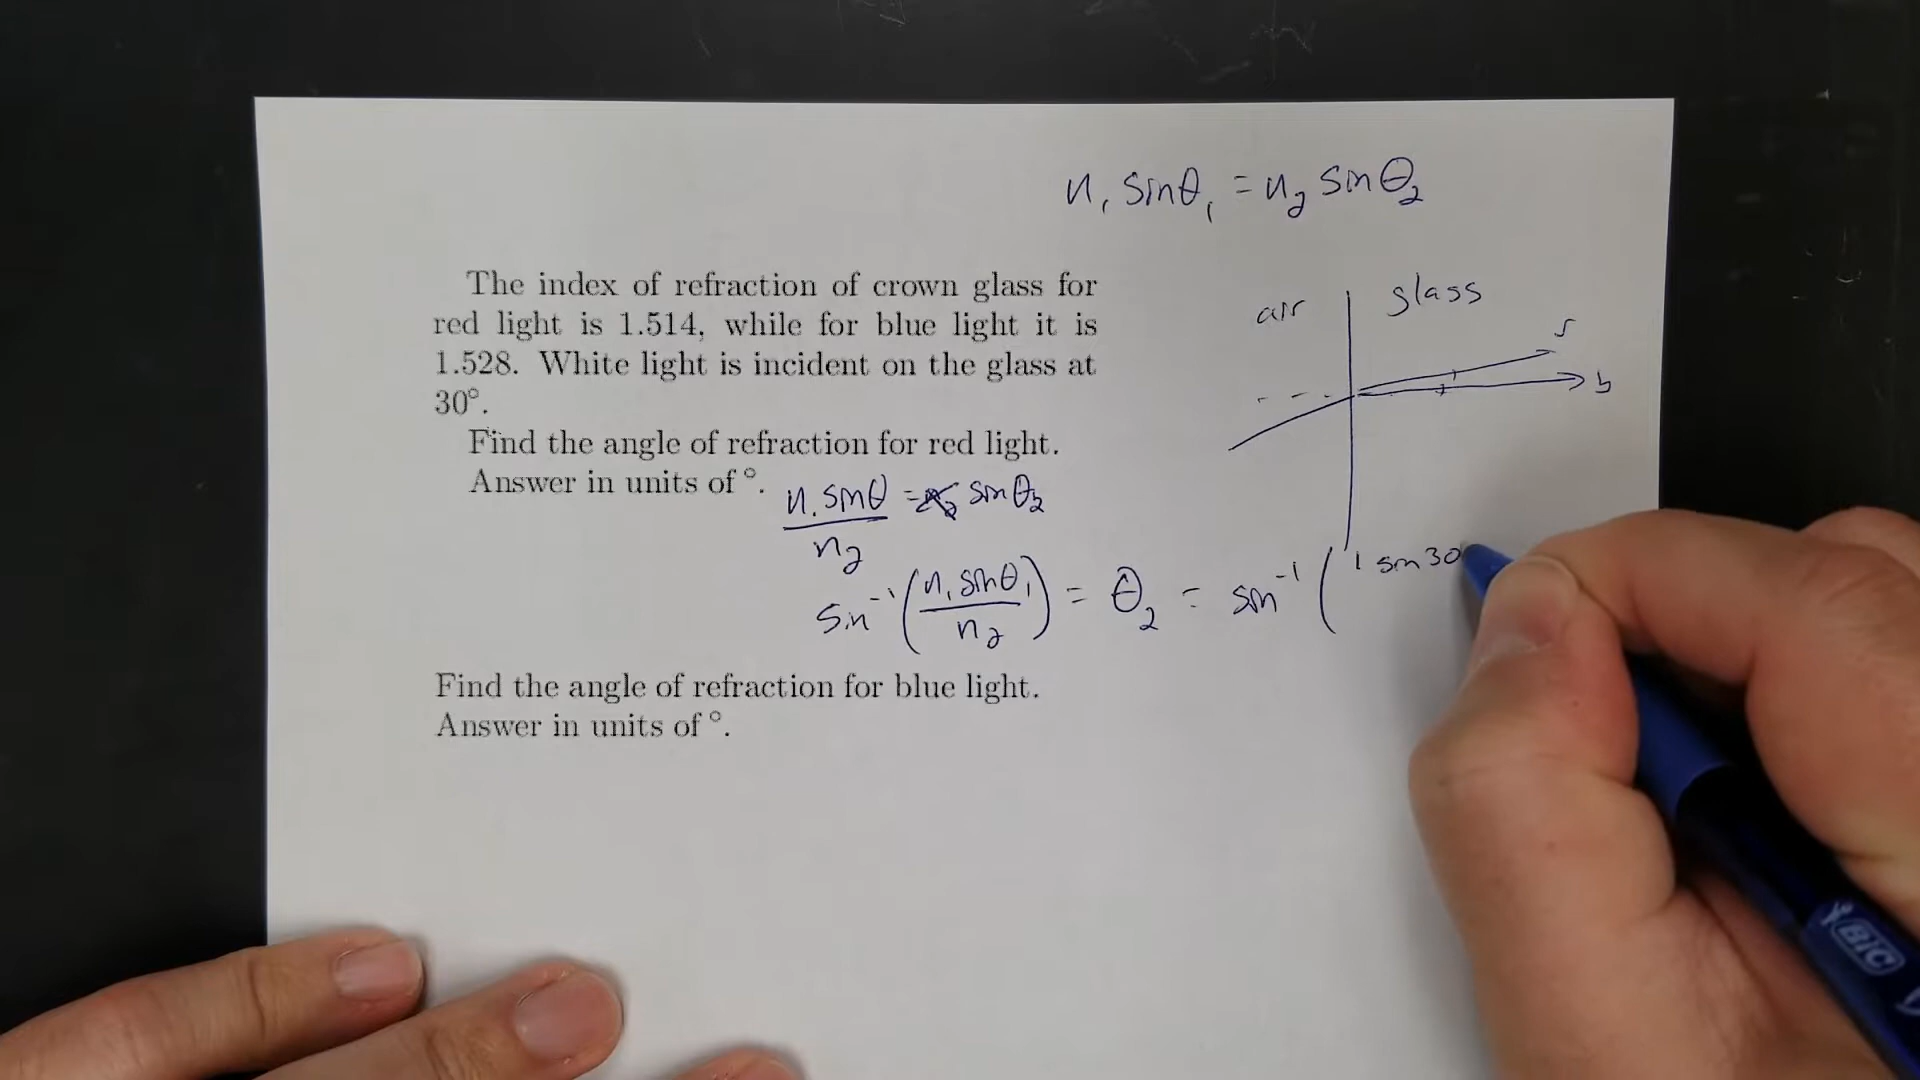 n₁ sinθ₁ = n₂ sinθ₂
The index of refraction of crown glass for
red light is 1.514, while for blue light it is
1.528. White light is incident on the glass at
30°.
Find the angle of refraction for red light.
Answer in units of °.
air glass
r
b
n₁ sinθ = n₂ sinθ₂
n₂
sin⁻¹(n₁ sinθ₁ / n₂) = θ₂ = sin⁻¹( 1 sin30
Find the angle of refraction for blue light.
Answer in units of °.
BIC